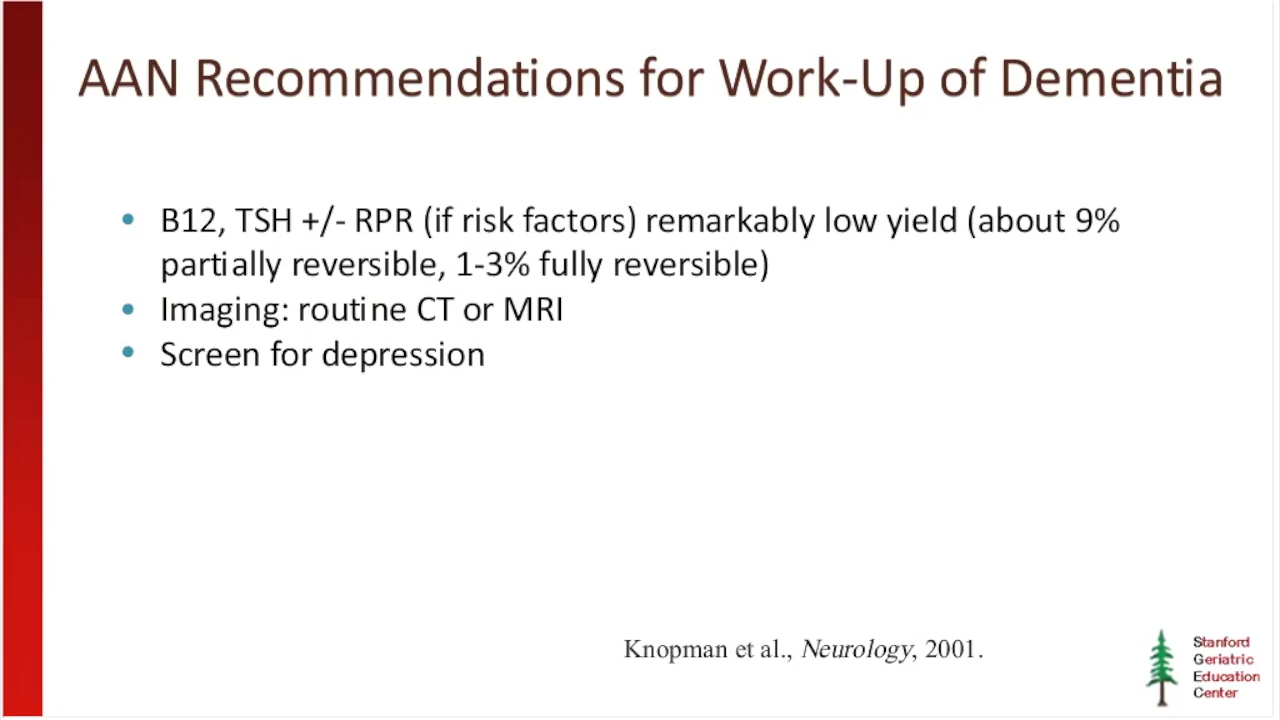 AAN Recommendations for Work-Up of Dementia
• B12, TSH +/- RPR (if risk factors) remarkably low yield (about 9%
partially reversible, 1-3% fully reversible)
• Imaging: routine CT or MRI
• Screen for depression
Knopman et al., Neurology, 2001.
Stanford
Geriatric
Education
Center